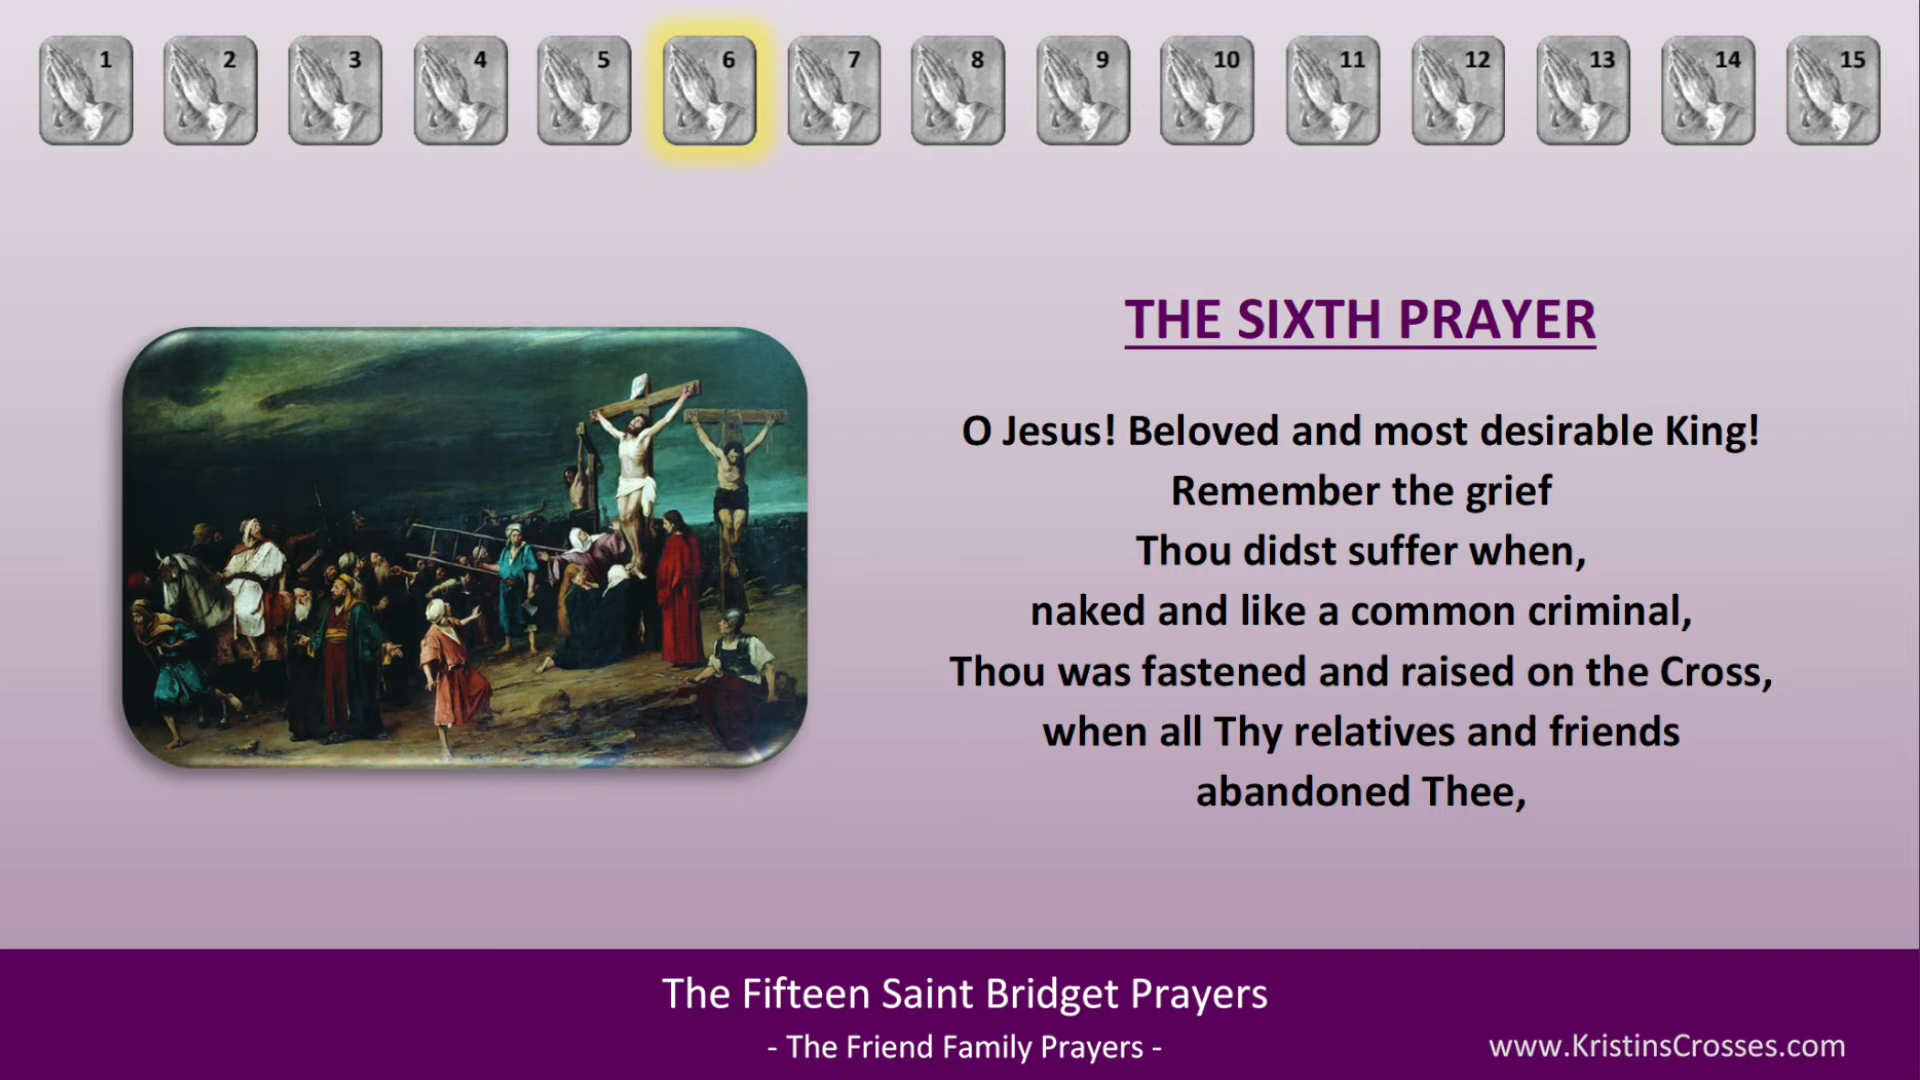 1 2 3 4 5 6 7 8 9 10 11 12 13 14 15
THE SIXTH PRAYER
O Jesus! Beloved and most desirable King!
Remember the grief
Thou didst suffer when,
naked and like a common criminal,
Thou was fastened and raised on the Cross,
when all Thy relatives and friends
abandoned Thee,
The Fifteen Saint Bridget Prayers
- The Friend Family Prayers -
www.KristinsCrosses.com